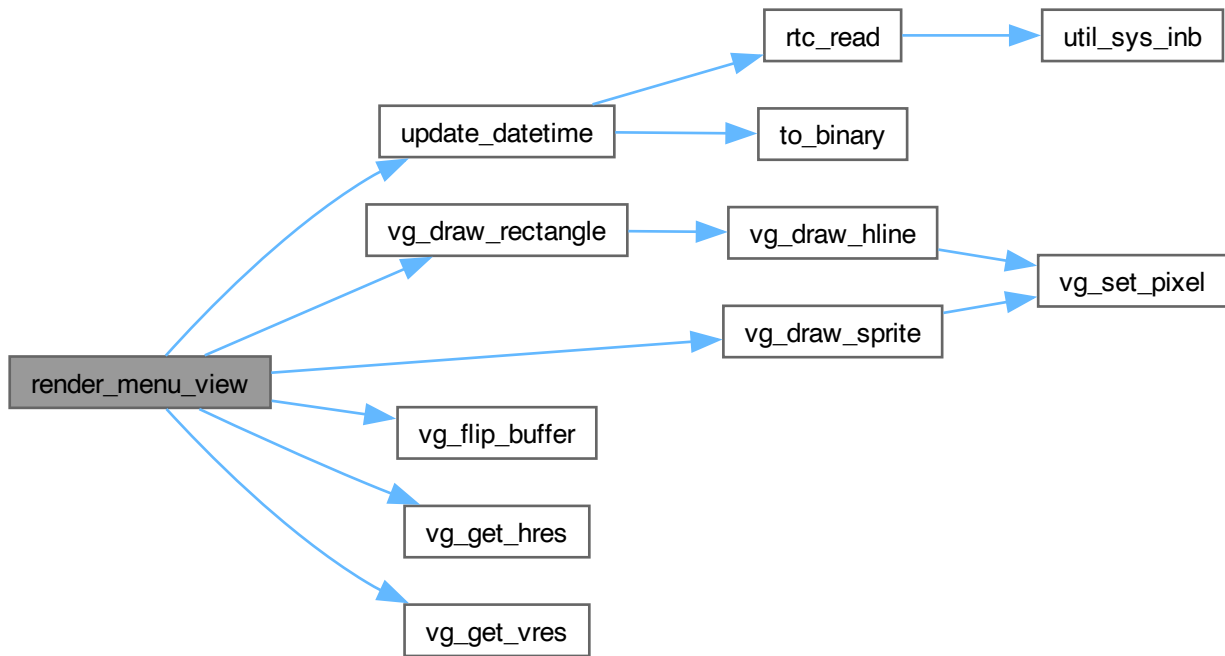 rtc_read
util_sys_inb
update_datetime
to_binary
vg_draw_rectangle
vg_draw_hline
vg_set_pixel
vg_draw_sprite
render_menu_view
vg_flip_buffer
vg_get_hres
vg_get_vres